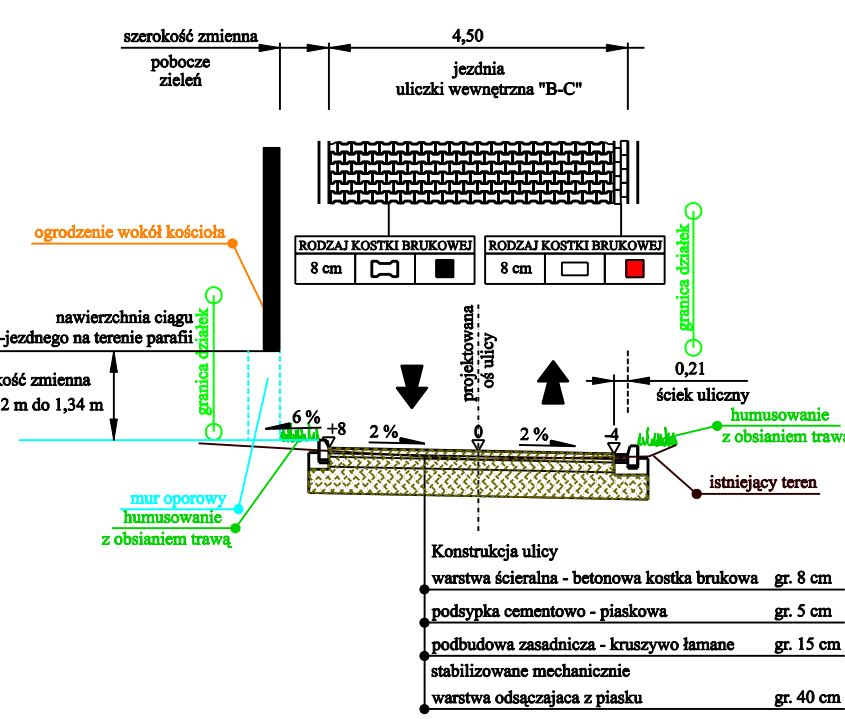 szerokość zmienna
pobocze
zieleń
4,50
jezdnia
uliczki wewnętrzna "B-C"
ogrodzenie wokół kościoła
RODZAJ KOSTKI BRUKOWEJ
8 cm
RODZAJ KOSTKI BRUKOWEJ
8 cm
granica działek
nawierzchnia ciągu
-jezdnego na terenie parafii
granica działek
projektowana
oś ulicy
0,21
ściek uliczny
zmienna
2 m do 1,34 m
humusowanie
z obsianiem trawą
6 %
+8
2 %
0
2 %
-4
istniejący teren
mur oporowy
humusowanie
z obsianiem trawą
Konstrukcja ulicy
warstwa ścieralna - betonowa kostka brukowa gr. 8 cm
podsypka cementowo - piaskowa gr. 5 cm
podbudowa zasadnicza - kruszywo łamane gr. 15 cm
stabilizowane mechanicznie
warstwa odsączajaca z piasku gr. 40 cm